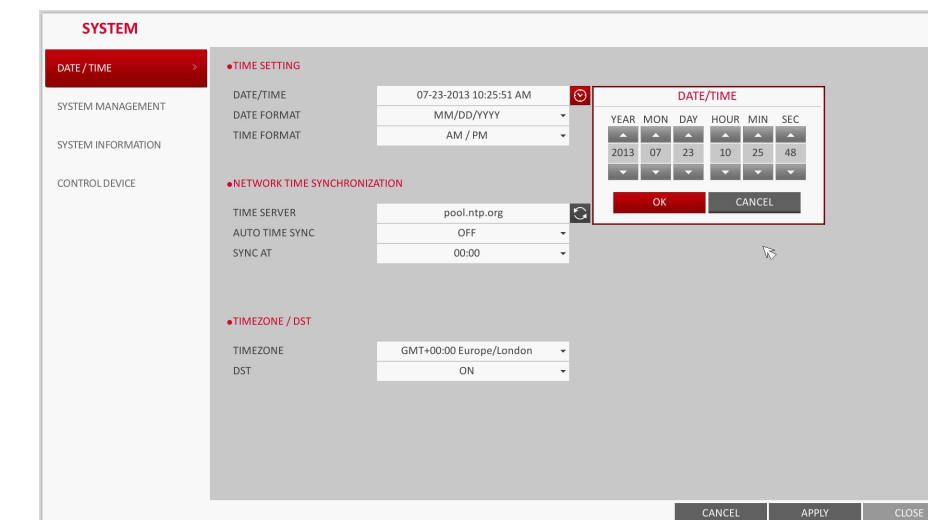 SYSTEM
DATE / TIME >
SYSTEM MANAGEMENT
SYSTEM INFORMATION
CONTROL DEVICE
●TIME SETTING
DATE/TIME 07-23-2013 10:25:51 AM
DATE FORMAT MM/DD/YYYY
TIME FORMAT AM / PM
●NETWORK TIME SYNCHRONIZATION
TIME SERVER pool.ntp.org
AUTO TIME SYNC OFF
SYNC AT 00:00
●TIMEZONE / DST
TIMEZONE GMT+00:00 Europe/London
DST ON
DATE/TIME
YEAR MON DAY HOUR MIN SEC
2013 07 23 10 25 48
OK CANCEL
CANCEL APPLY CLOSE